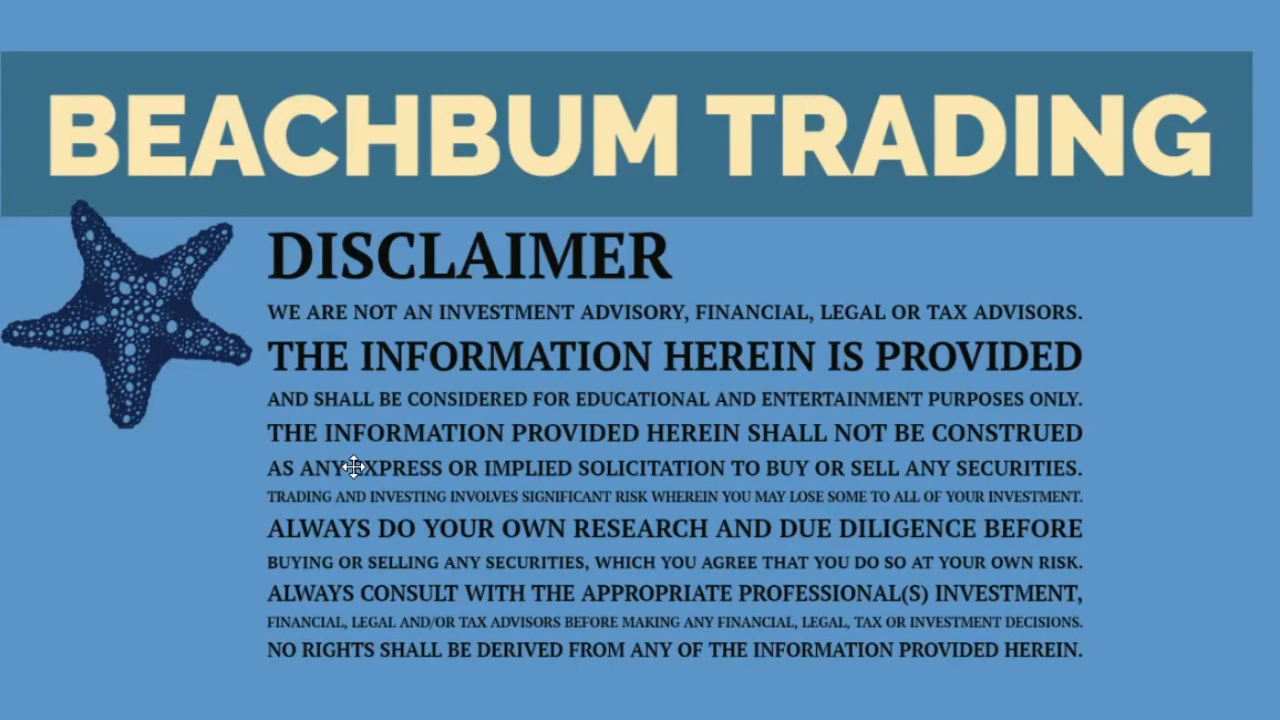 BEACHBUM TRADING
DISCLAIMER
WE ARE NOT AN INVESTMENT ADVISORY, FINANCIAL, LEGAL OR TAX ADVISORS.
THE INFORMATION HEREIN IS PROVIDED
AND SHALL BE CONSIDERED FOR EDUCATIONAL AND ENTERTAINMENT PURPOSES ONLY.
THE INFORMATION PROVIDED HEREIN SHALL NOT BE CONSTRUED
AS ANY EXPRESS OR IMPLIED SOLICITATION TO BUY OR SELL ANY SECURITIES.
TRADING AND INVESTING INVOLVES SIGNIFICANT RISK WHEREIN YOU MAY LOSE SOME TO ALL OF YOUR INVESTMENT.
ALWAYS DO YOUR OWN RESEARCH AND DUE DILIGENCE BEFORE
BUYING OR SELLING ANY SECURITIES, WHICH YOU AGREE THAT YOU DO SO AT YOUR OWN RISK.
ALWAYS CONSULT WITH THE APPROPRIATE PROFESSIONAL(S) INVESTMENT,
FINANCIAL, LEGAL AND/OR TAX ADVISORS BEFORE MAKING ANY FINANCIAL, LEGAL, TAX OR INVESTMENT DECISIONS.
NO RIGHTS SHALL BE DERIVED FROM ANY OF THE INFORMATION PROVIDED HEREIN.